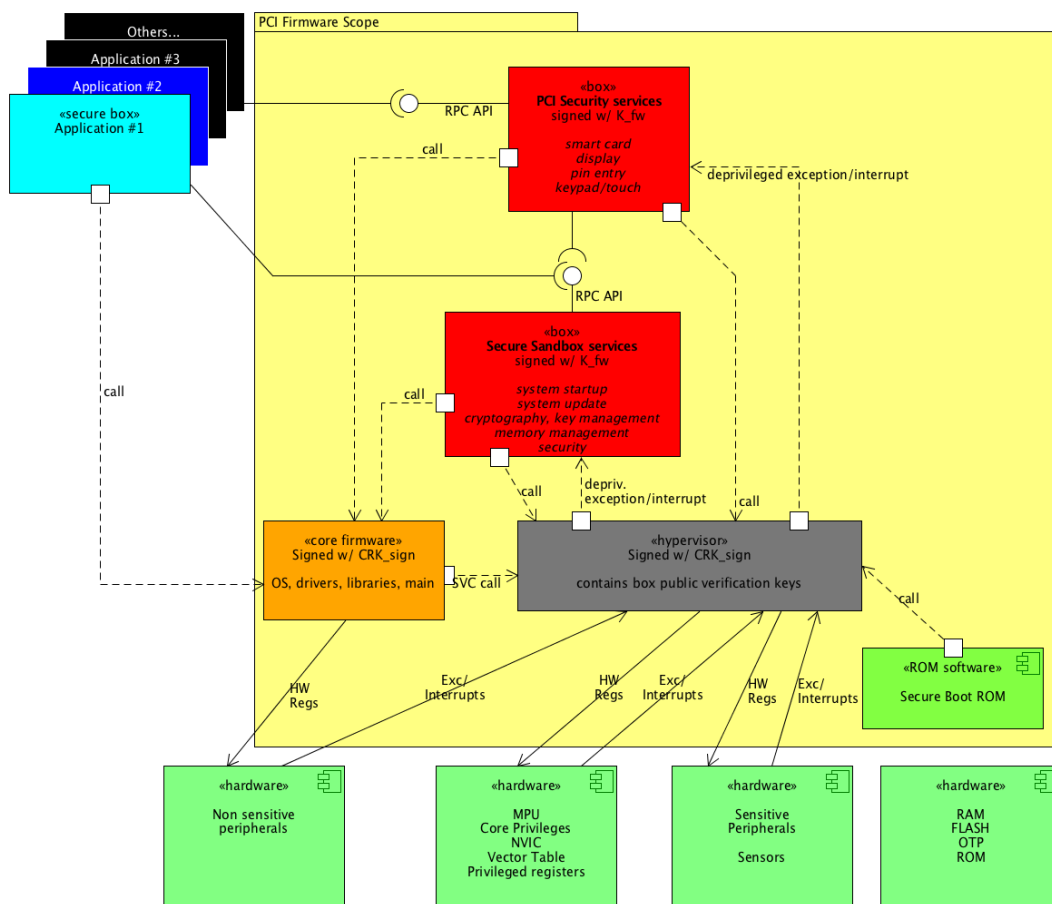 PCI Firmware Scope
Others...
Application #3
Application #2
«secure box»
Application #1
RPC API
«box»
PCI Security services
signed w/ K_fw
smart card
display
pin entry
keypad/touch
call
deprivileged exception/interrupt
RPC API
«box»
Secure Sandbox services
signed w/ K_fw
system startup
system update
cryptography, key management
memory management
security
call
call
call
depriv.
exception/interrupt
call
«core firmware»
Signed w/ CRK_sign
OS, drivers, libraries, main
SVC call
«hypervisor»
Signed w/ CRK_sign
contains box public verification keys
call
«ROM software»
Secure Boot ROM
HW
Regs
Exc/
Interrupts
HW
Regs
Exc/
Interrupts
HW
Regs
Exc/
Interrupts
«hardware»
Non sensitive
peripherals
«hardware»
MPU
Core Privileges
NVIC
Vector Table
Privileged registers
«hardware»
Sensitive
Peripherals
Sensors
«hardware»
RAM
FLASH
OTP
ROM